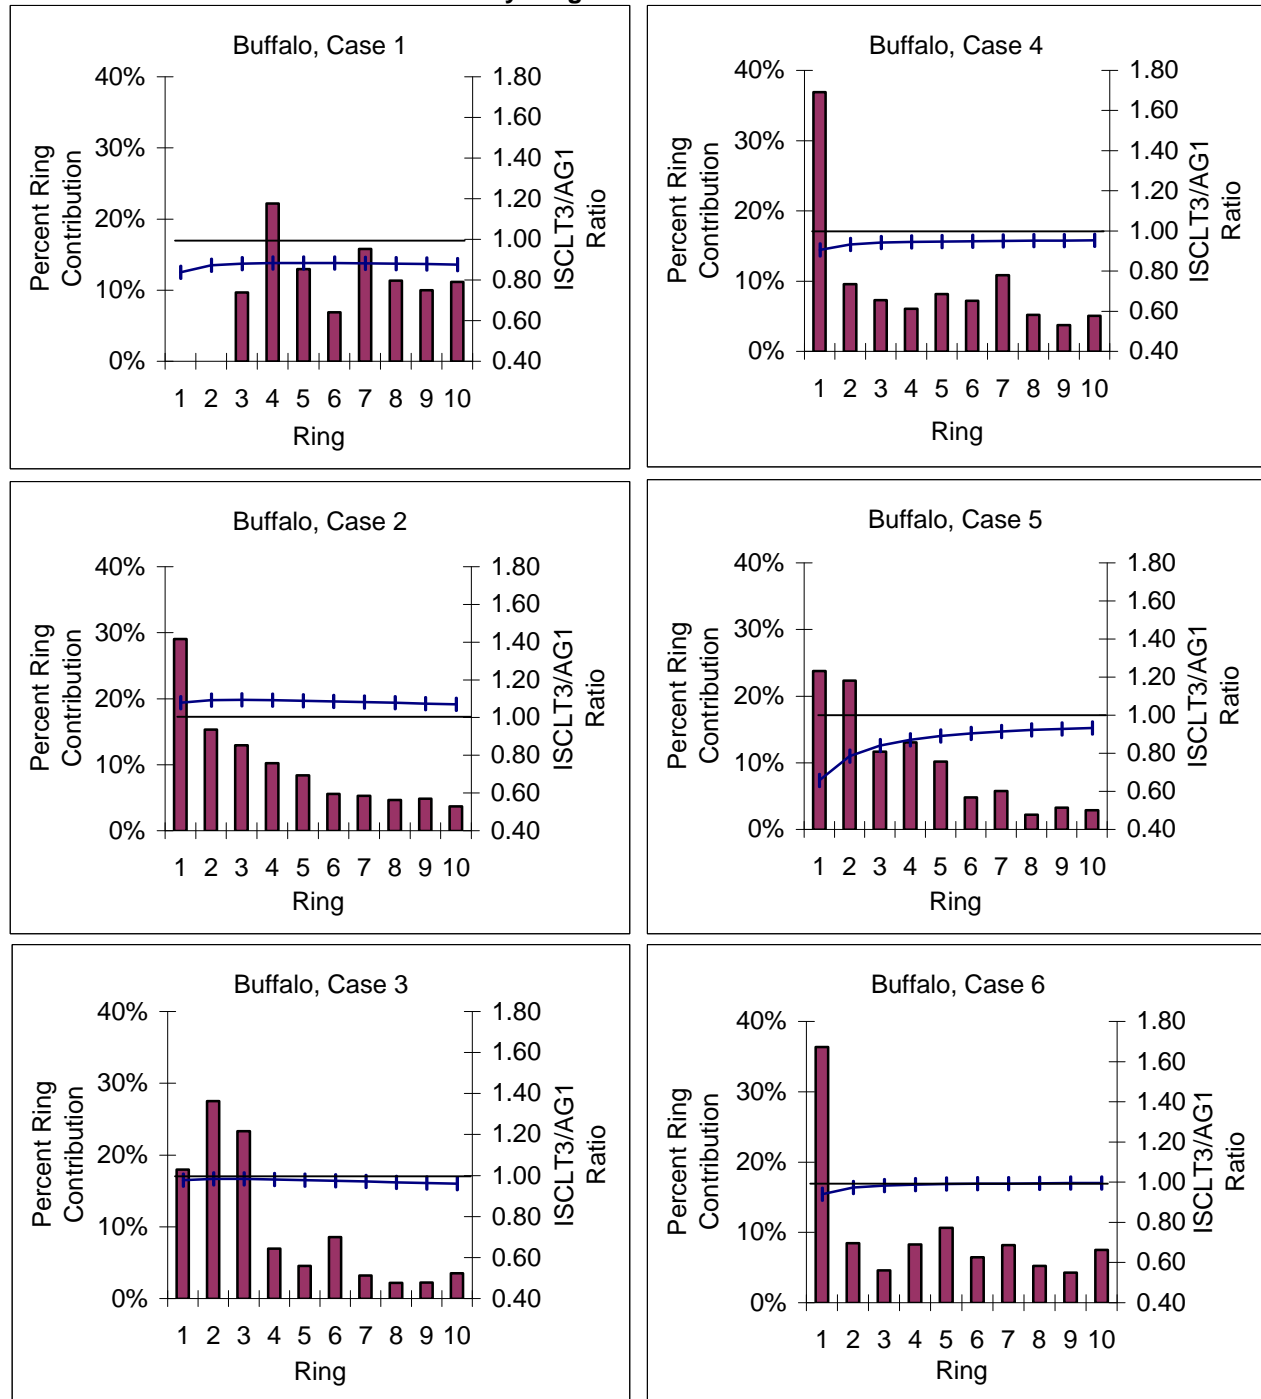 Buffalo, Case 1
40%
30%
20%
10%
0%
Percent Ring
Contribution
1.80
1.60
1.40
1.20
1.00
0.80
0.60
0.40
ISCLT3/AG1
Ratio
1 2 3 4 5 6 7 8 9 10
Ring
Buffalo, Case 4
40%
30%
20%
10%
0%
Percent Ring
Contribution
1.80
1.60
1.40
1.20
1.00
0.80
0.60
0.40
ISCLT3/AG1
Ratio
1 2 3 4 5 6 7 8 9 10
Ring
Buffalo, Case 2
40%
30%
20%
10%
0%
Percent Ring
Contribution
1.80
1.60
1.40
1.20
1.00
0.80
0.60
0.40
ISCLT3/AG1
Ratio
1 2 3 4 5 6 7 8 9 10
Ring
Buffalo, Case 5
40%
30%
20%
10%
0%
Percent Ring
Contribution
1.80
1.60
1.40
1.20
1.00
0.80
0.60
0.40
ISCLT3/AG1
Ratio
1 2 3 4 5 6 7 8 9 10
Ring
Buffalo, Case 3
40%
30%
20%
10%
0%
Percent Ring
Contribution
1.80
1.60
1.40
1.20
1.00
0.80
0.60
0.40
ISCLT3/AG1
Ratio
1 2 3 4 5 6 7 8 9 10
Ring
Buffalo, Case 6
40%
30%
20%
10%
0%
Percent Ring
Contribution
1.80
1.60
1.40
1.20
1.00
0.80
0.60
0.40
ISCLT3/AG1
Ratio
1 2 3 4 5 6 7 8 9 10
Ring